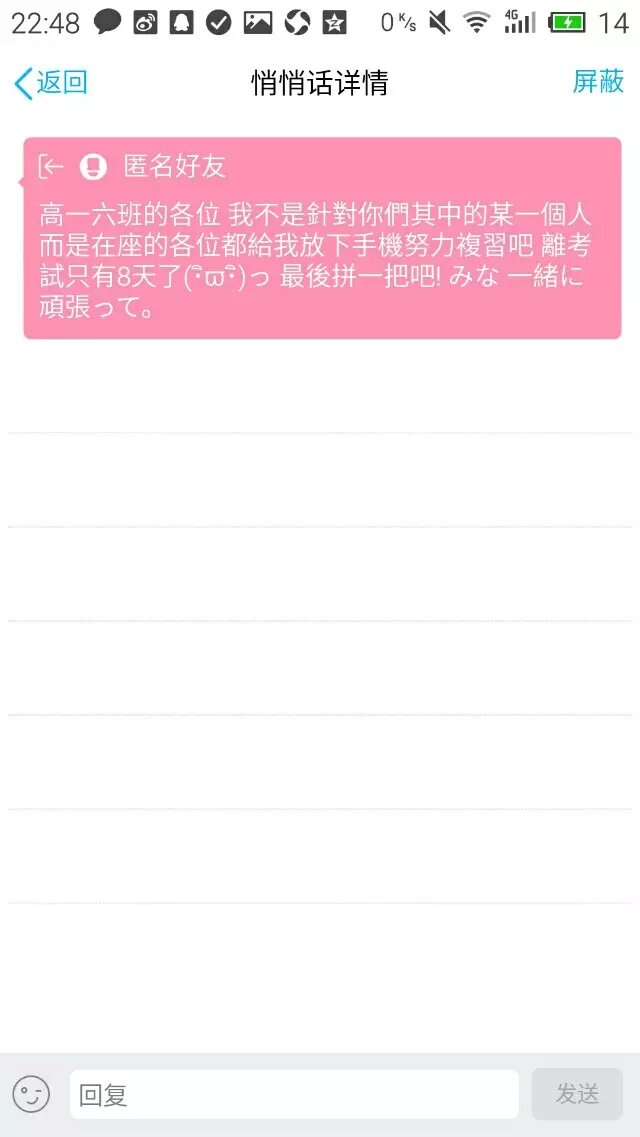 22:48 0 K/s 4G 14
返回 悄悄话详情 屏蔽
匿名好友
高一六班的各位 我不是針對你們其中的某一個人
而是在座的各位都給我放下手機努力複習吧 離考
試只有8天了(･ิϖ･ิ)っ 最後拼一把吧! みな 一緒に
頑張って。
回复 发送